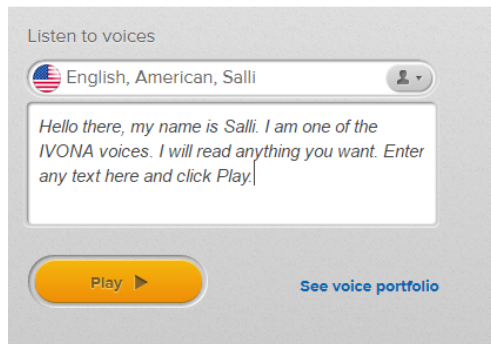 Listen to voices
English, American, Salli
Hello there, my name is Salli. I am one of the
IVONA voices. I will read anything you want. Enter
any text here and click Play.
Play
See voice portfolio